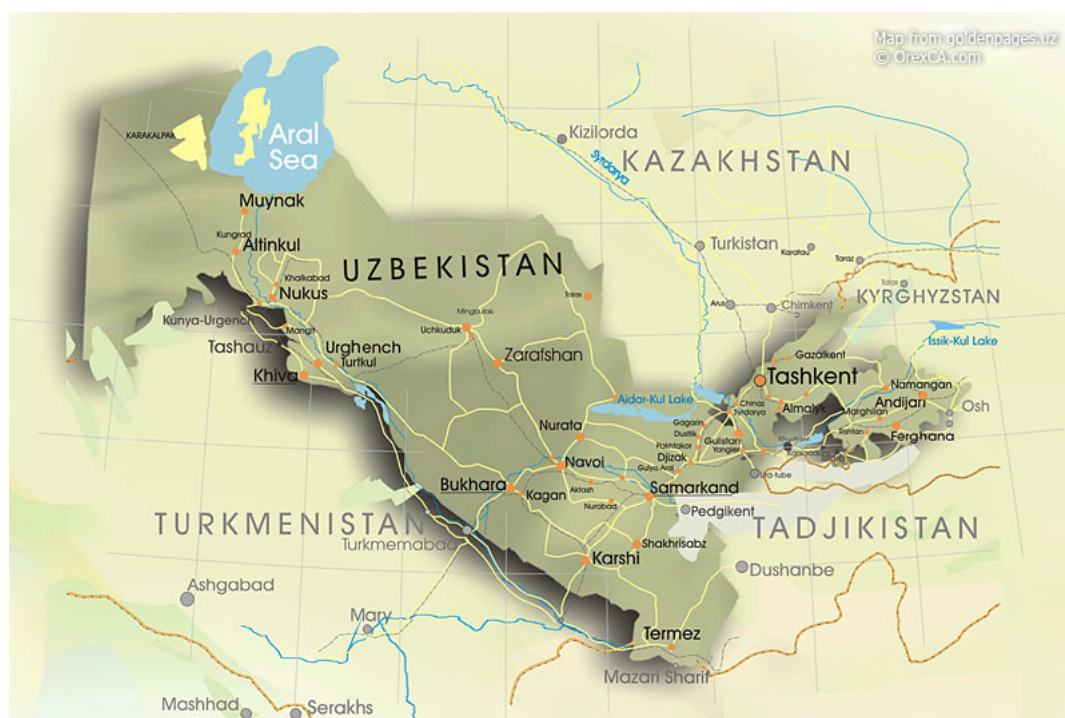 Map from goldenpages.uz
© OrexCA.com
Kizilorda
Syrdarya
KAZAKHSTAN
KARAKALPAK
Aral
Sea
Muynak
Kungrad
Altinkul
Turkistan
Karatau
Taraz
UZBEKISTAN
Khalkabad
Nukus
Talas
KYRGHYZSTAN
Arus
Chimkent
Kunya-Urgench
Mangit
Mingbulak
Uchkuduk
Issik-Kul Lake
Tashauz
Urghench
Turtkul
Zarafshan
Gazalkent
Khiva
Tashkent
Namangan
Aidar-Kul Lake
Chinaz
Syrdarya
Almalyk
Marghilan
Andijan
Osh
Nurata
Gagarin
Dustlik
Gulistan
Rishtan
Ferghana
Pakhtakor
Yangier
Djizak
Navoi
Gulya Aral
Ura-tube
Bukhara
Kagan
Aktash
Samarkand
Nurabad
Pedgikent
TURKMENISTAN
TADJIKISTAN
Turkmemabad
Shakhrisabz
Karshi
Dushanbe
Ashgabad
Mary
Termez
Mazari Sharif
Mashhad
Serakhs